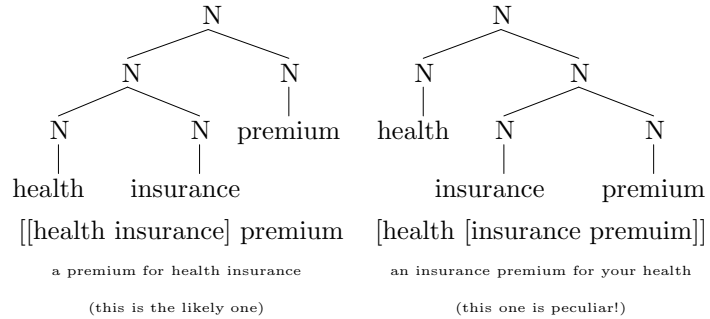 N N
N N N N
N N premium health N N
health insurance insurance premium
[[health insurance] premium [health [insurance premuim]]
a premium for health insurance an insurance premium for your health
(this is the likely one) (this one is peculiar!)